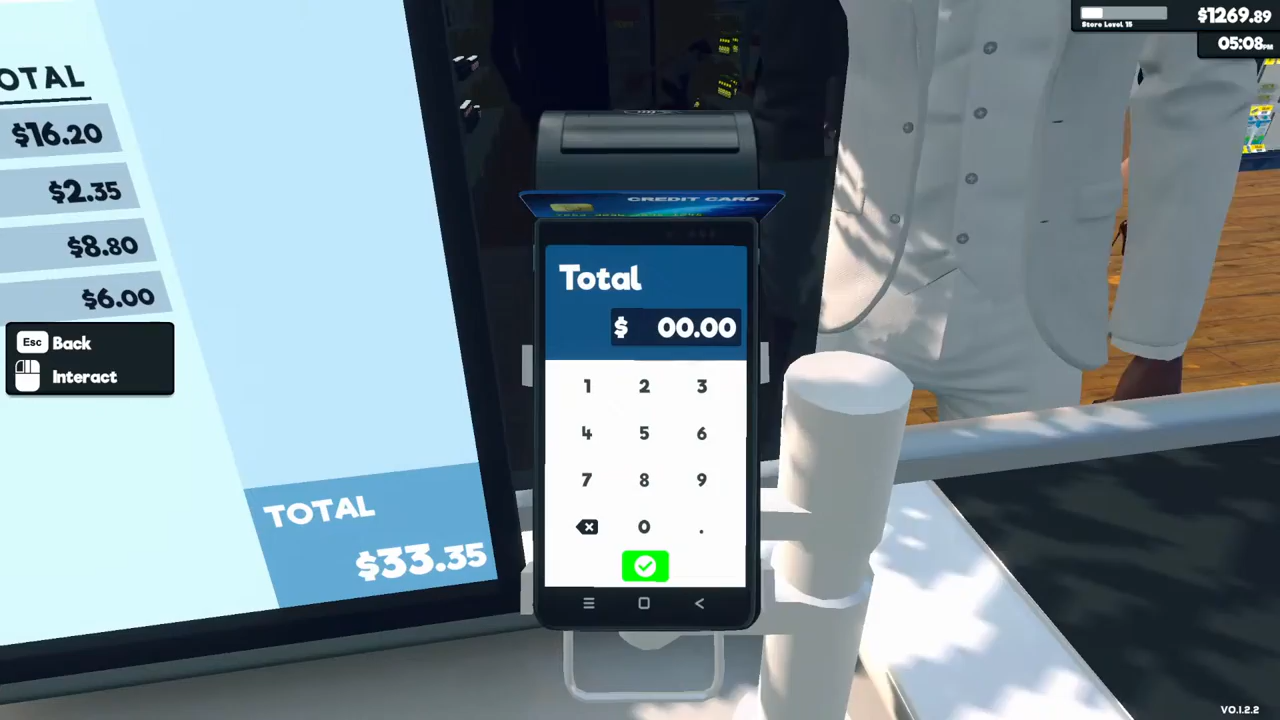 $1269.89
Store Level 15
05:08PM
OTAL
$16.20
$2.35
$8.80
$6.00
Esc Back
Interact
TOTAL
$33.35
CREDIT CARD
Total
$ 00.00
1 2 3
4 5 6
7 8 9
0 .
V0.1.2.2